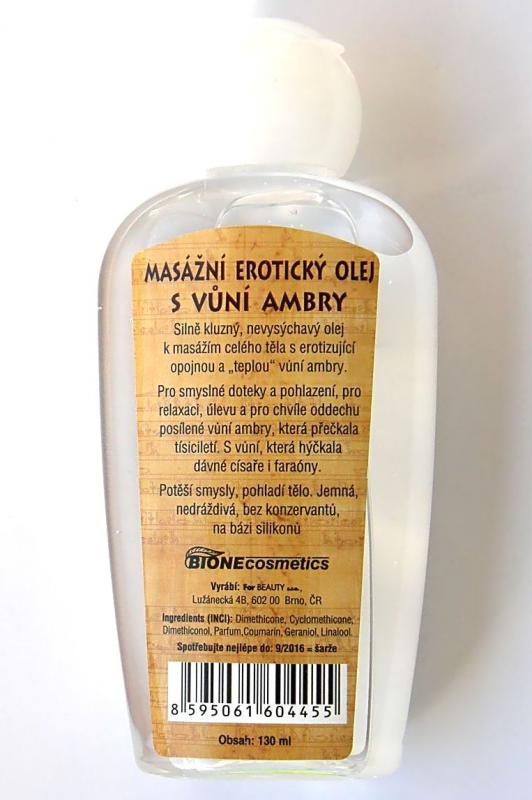 MASÁŽNÍ EROTICKÝ OLEJ
S VŮNÍ AMBRY
Silně kluzný, nevysýchavý olej
k masážím celého těla s erotizující
opojnou a „teplou“ vůní ambry.
Pro smyslné doteky a pohlazení, pro
relaxaci, úlevu a pro chvíle oddechu
posílené vůní ambry, která přečkala
tísiciletí. S vůní, která hýčkala
dávné císaře i faraóny.
Potěší smysly, pohladí tělo. Jemná,
nedráždivá, bez konzervantů,
na bázi silikonů
BIONEcosmetics
Vyrábí: For BEAUTY s.r.o.,
Lužánecká 4B, 602 00 Brno, ČR
Ingredients (INCI): Dimethicone, Cyclomethicone,
Dimethiconol, Parfum,Coumarin, Geraniol, Linalool.
Spotřebujte nejlépe do: 9/2016 = šarže
8 595061 604455
Obsah: 130 ml